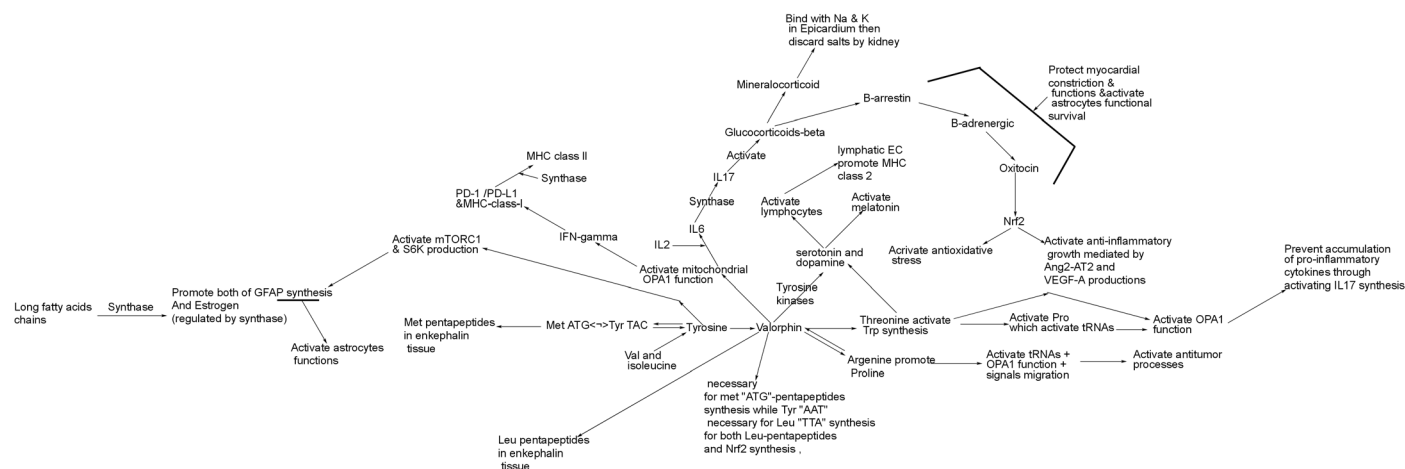 Bind with Na & K
in Epicardium then
discard salts by kidney
Mineralocorticoid
Protect myocardial
constriction &
functions &activate
astrocytes functional
survival
B-arrestin
B-adrenergic
Glucocorticoids-beta
Activate
IL17
Synthase
IL6
IL2
Oxitocin
Nrf2
Acrivate antioxidative
stress
Activate anti-inflammatory
growth mediated by
Ang2-AT2 and
VEGF-A productions
lymphatic EC
promote MHC
class 2
Activate
lymphocytes
Activate
melatonin
serotonin and
dopamine
Tyrosine
kinases
MHC class II
Synthase
PD-1 /PD-L1
&MHC-class-I
IFN-gamma
Activate mitochondrial
OPA1 function
Activate mTORC1
& S6K production
Long fatty acids
chains
Synthase
Promote both of GFAP synthesis
And Estrogen
(regulated by synthase)
Activate astrocytes
functions
Met pentapeptides
in enkephalin
tissue
Met ATG<¬>Tyr TAC
Tyrosine
Valorphin
Val and
isoleucine
Threonine activate
Trp synthesis
Activate Pro
which activate tRNAs
Activate OPA1
function
Prevent accumulation
of pro-inflammatory
cytokines through
activating IL17 synthesis
Argenine promote
Proline
Activate tRNAs +
OPA1 function +
signals migration
Activate antitumor
processes
necessary
for met "ATG"-pentapeptides
synthesis while Tyr "AAT"
necessary for Leu "TTA" synthesis
for both Leu-pentapeptides
and Nrf2 synthesis ,
Leu pentapeptides
in enkephalin
tissue